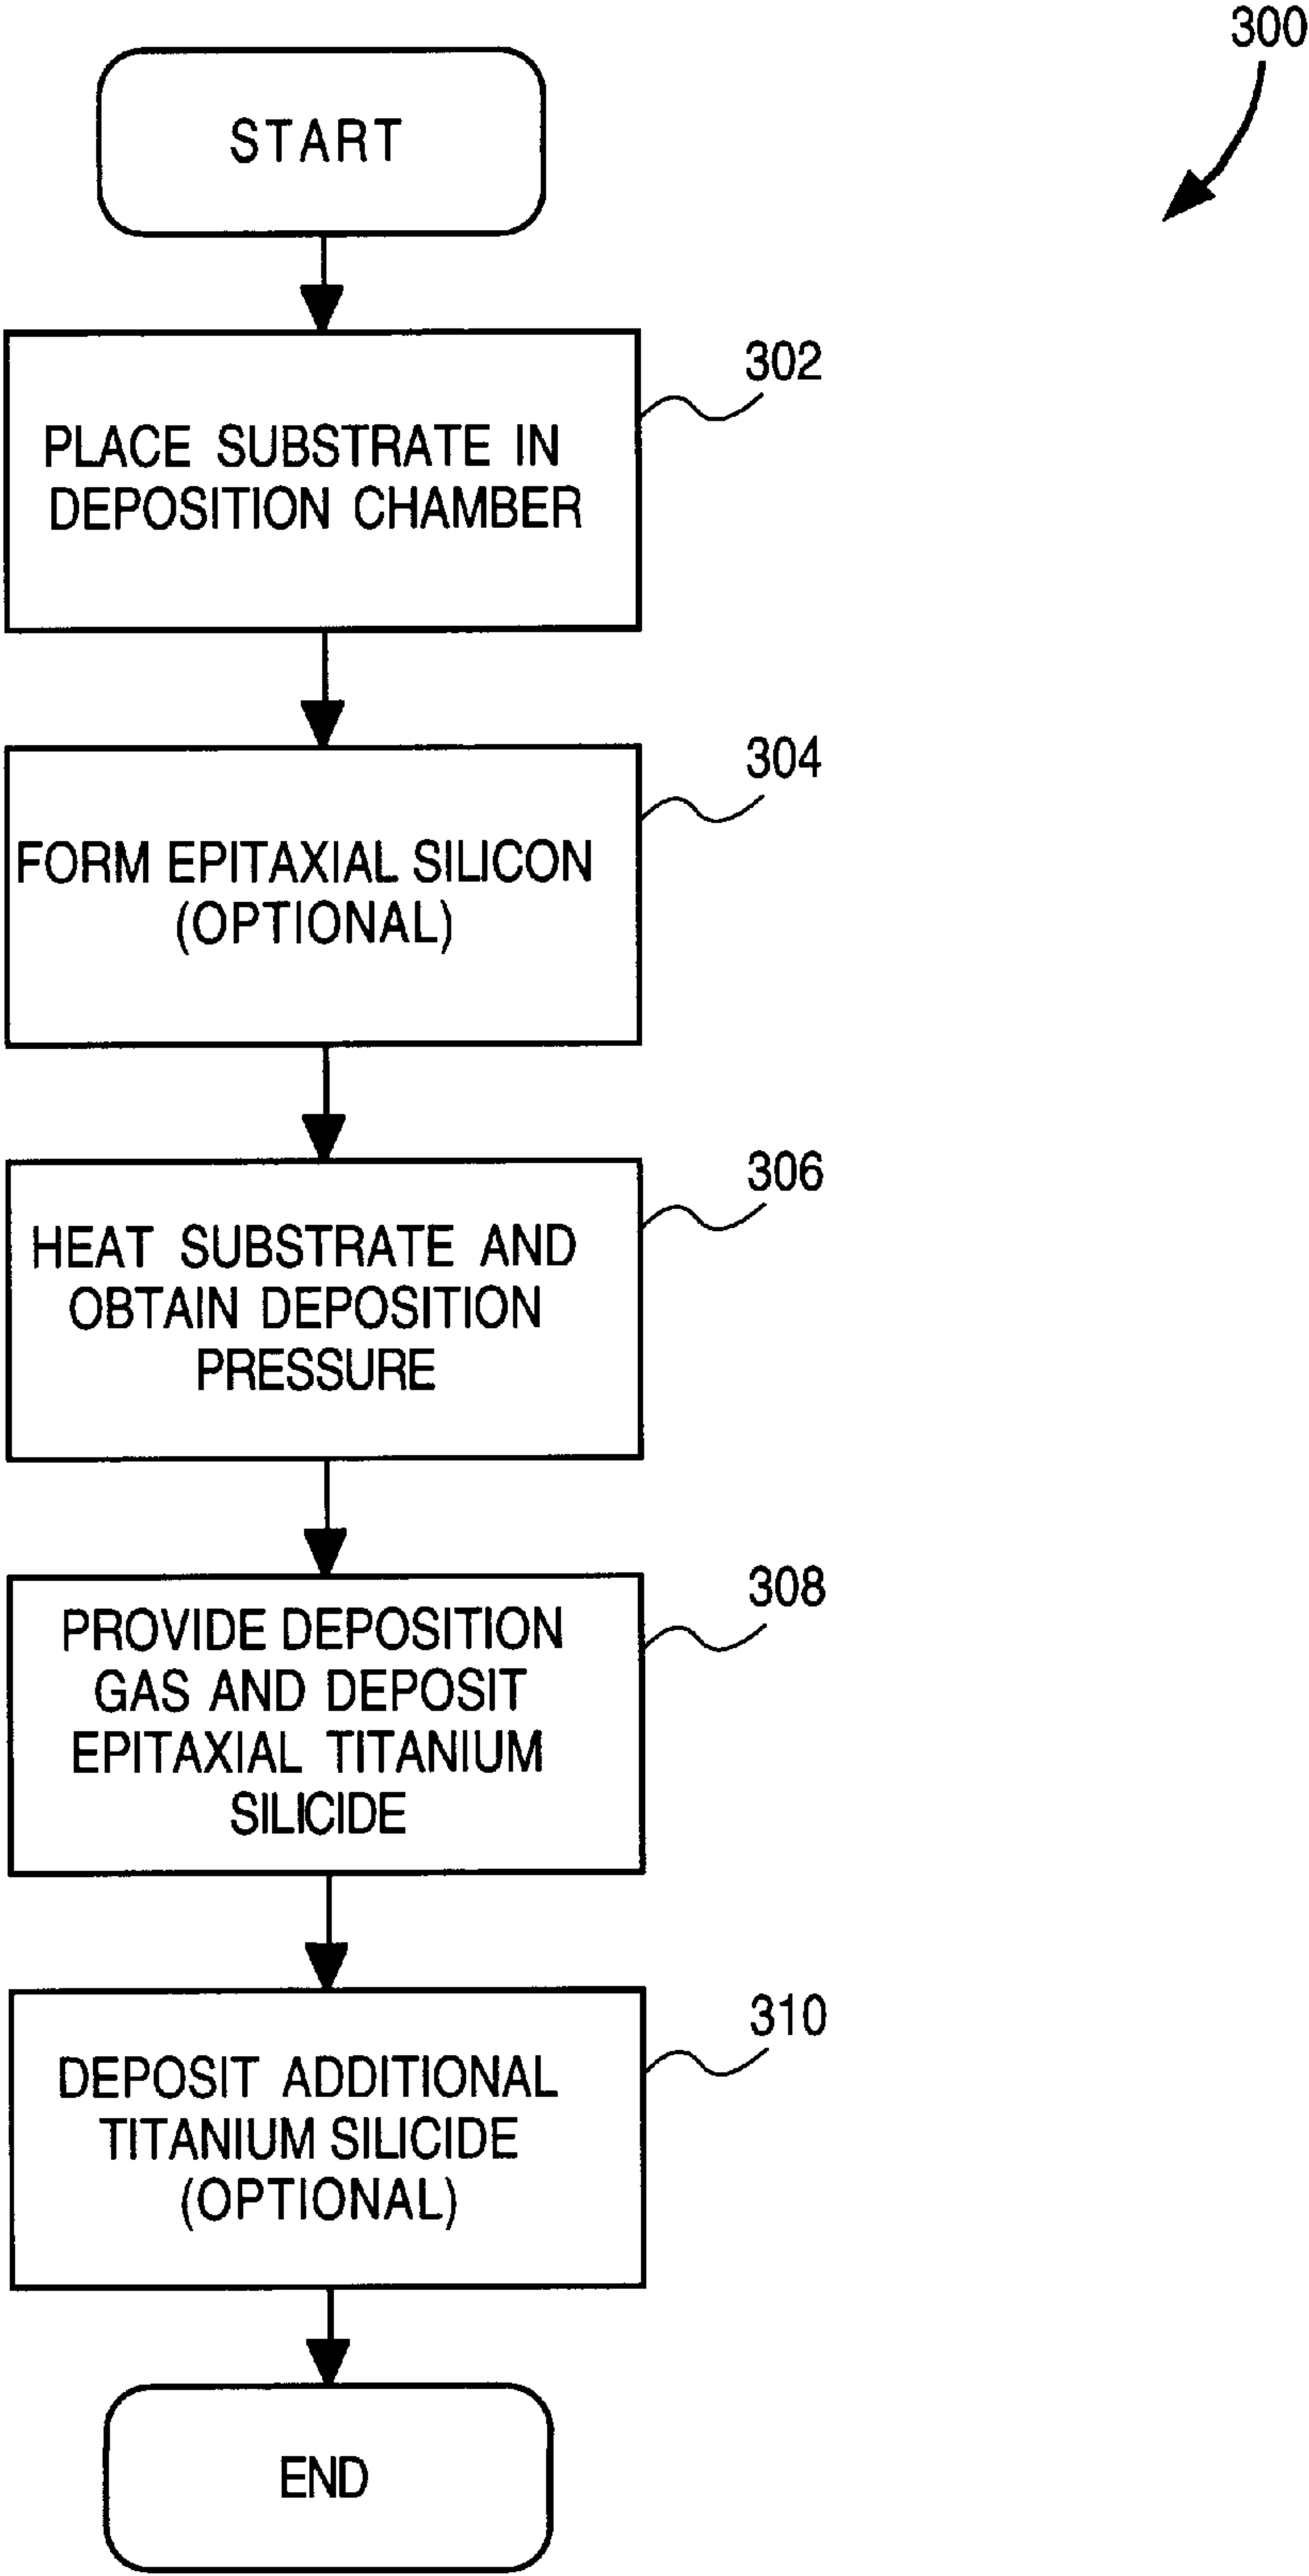 300
START
302
PLACE SUBSTRATE IN
DEPOSITION CHAMBER
304
FORM EPITAXIAL SILICON
(OPTIONAL)
306
HEAT SUBSTRATE AND
OBTAIN DEPOSITION
PRESSURE
308
PROVIDE DEPOSITION
GAS AND DEPOSIT
EPITAXIAL TITANIUM
SILICIDE
310
DEPOSIT ADDITIONAL
TITANIUM SILICIDE
(OPTIONAL)
END